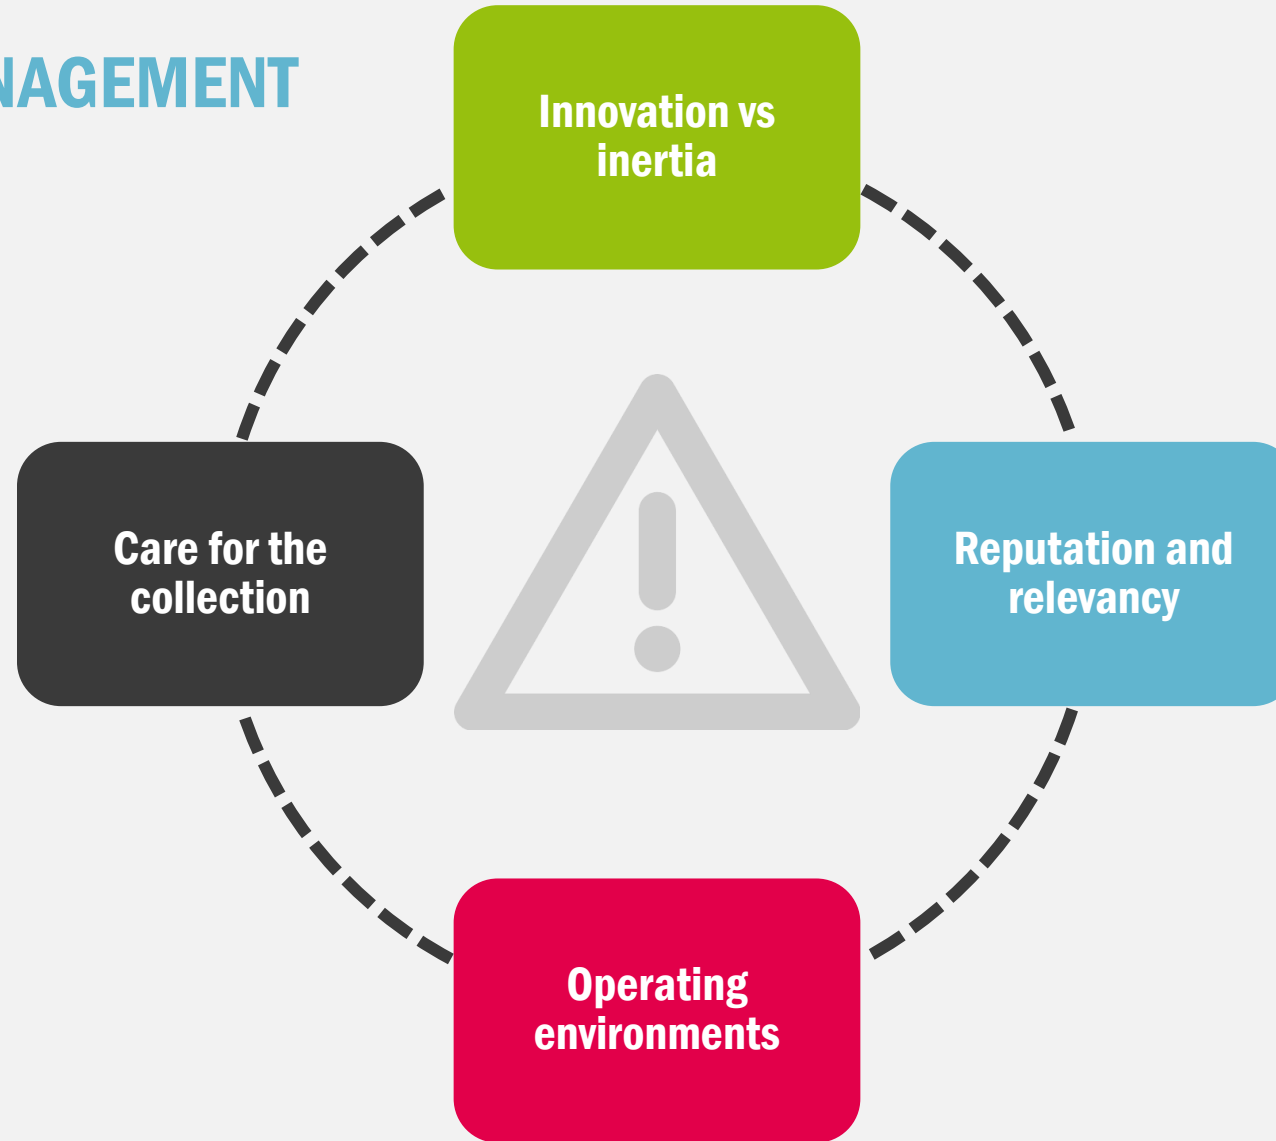 NAGEMENT
Innovation vs
inertia
Care for the
collection
Reputation and
relevancy
Operating
environments